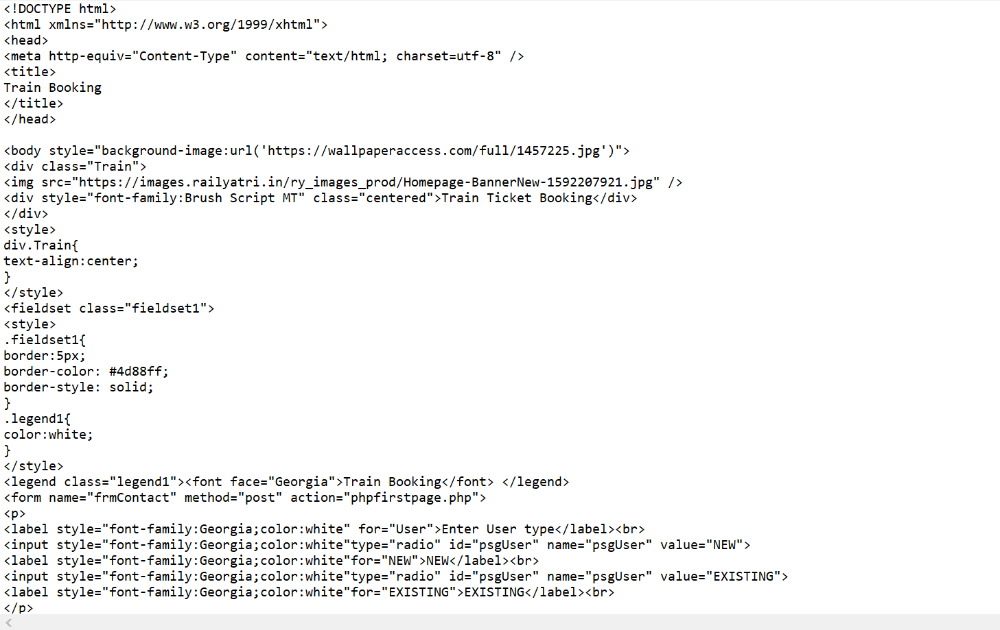 <!DOCTYPE html>
<html xmlns="http://www.w3.org/1999/xhtml">
<head>
<meta http-equiv="Content-Type" content="text/html; charset=utf-8" />
<title>
Train Booking
</title>
</head>

<body style="background-image:url('https://wallpaperaccess.com/full/1457225.jpg')">
<div class="Train">
<img src="https://images.railyatri.in/ry_images_prod/Homepage-BannerNew-1592207921.jpg" />
<div style="font-family:Brush Script MT" class="centered">Train Ticket Booking</div>
</div>
<style>
div.Train{
text-align:center;
}
</style>
<fieldset class="fieldset1">
<style>
.fieldset1{
border:5px;
border-color: #4d88ff;
border-style: solid;
}
.legend1{
color:white;
}
</style>
<legend class="legend1"><font face="Georgia">Train Booking</font> </legend>
<form name="frmContact" method="post" action="phpfirstpage.php">
<p>
<label style="font-family:Georgia;color:white" for="User">Enter User type</label><br>
<input style="font-family:Georgia;color:white"type="radio" id="psgUser" name="psgUser" value="NEW">
<label style="font-family:Georgia;color:white"for="NEW">NEW</label><br>
<input style="font-family:Georgia;color:white"type="radio" id="psgUser" name="psgUser" value="EXISTING">
<label style="font-family:Georgia;color:white"for="EXISTING">EXISTING</label><br>
</p>